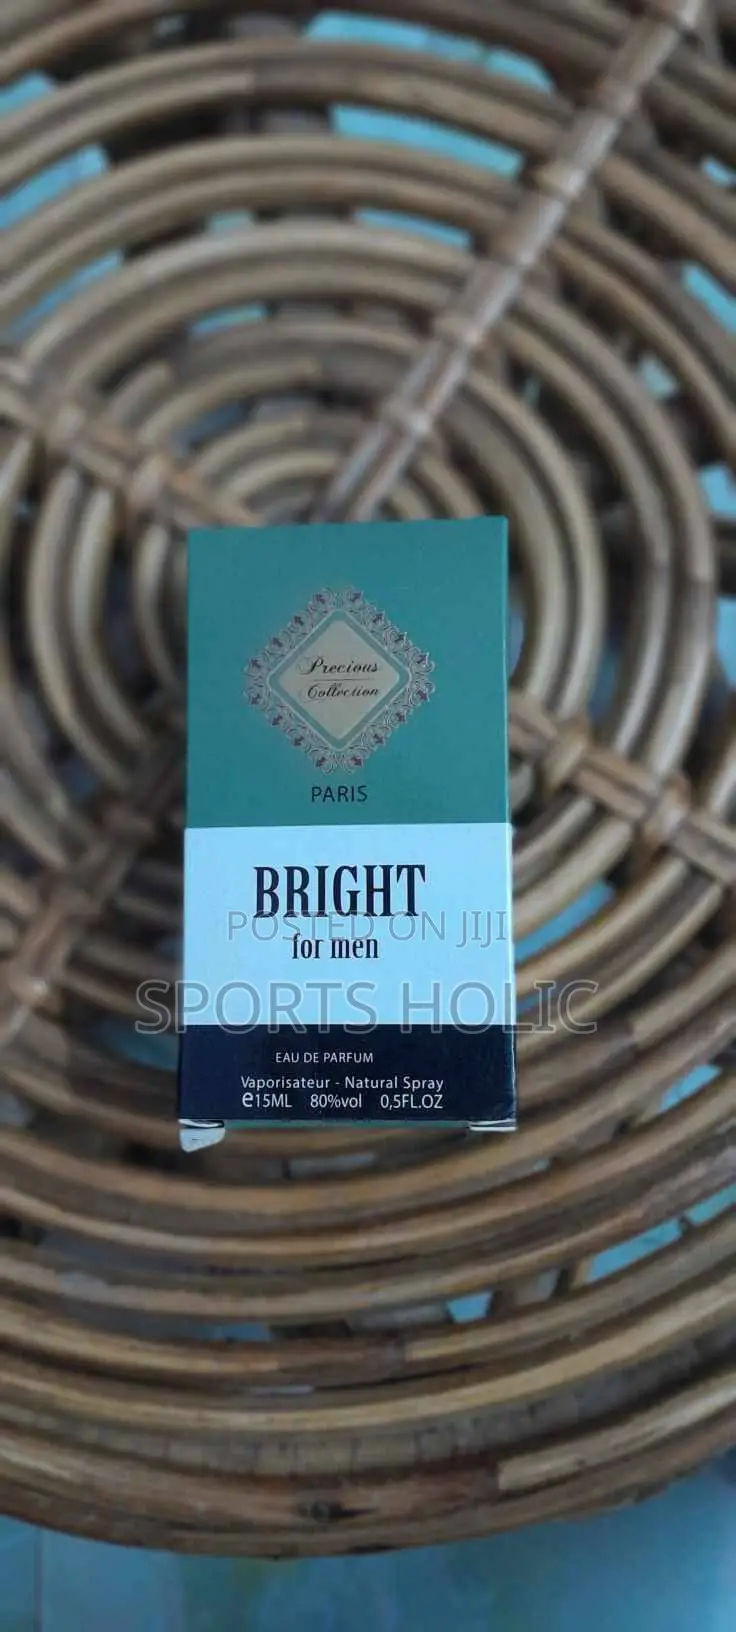 Precious
Collection
PARIS
BRIGHT
POSTED ON JIJI
for men
SPORTS HOLIC
EAU DE PARFUM
Vaporisateur - Natural Spray
e15ML 80%vol 0,5FL.OZ